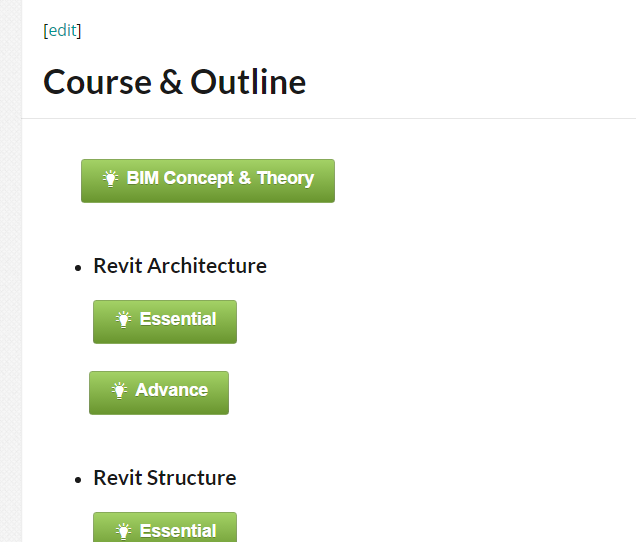 [edit]
Course & Outline
BIM Concept & Theory
Revit Architecture
Essential
Advance
Revit Structure
Essential